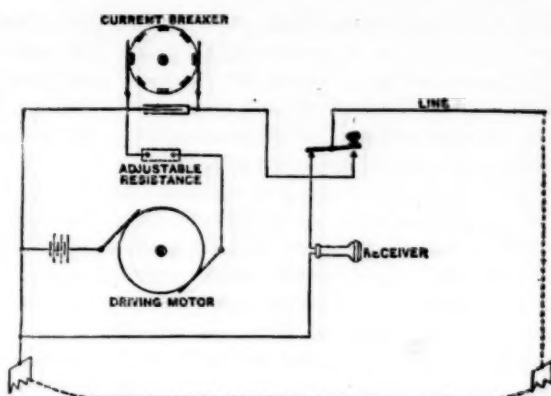 CURRENT BREAKER
LINE
ADJUSTABLE
RESISTANCE
RECEIVER
DRIVING MOTOR